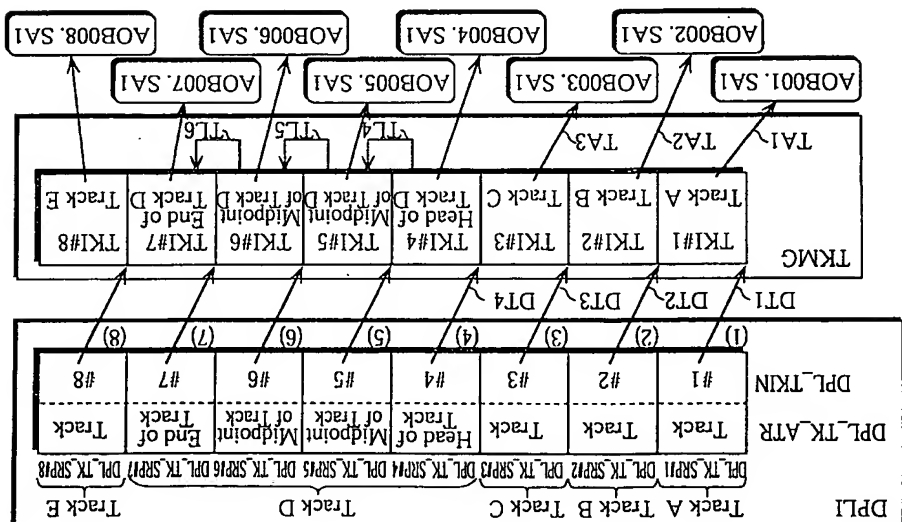 DPLI
Track A Track B Track C Track D Track E
DPL_TK_SRP#1 DPL_TK_SRP#2 DPL_TK_SRP#3 DPL_TK_SRP#4 DPL_TK_SRP#5 DPL_TK_SRP#6 DPL_TK_SRP#7 DPL_TK_SRP#8
DPL_TK_ATR
Track
Track
Track
Head of
Track
Midpoint
of Track
Midpoint
of Track
End of
Track
Track
DPL_TKIN
#1 #2 #3 #4 #5 #6 #7 #8
(1) (2) (3) (4) (5) (6) (7) (8)
DT1 DT2 DT3 DT4
TKMG
TKI#1
Track A
TKI#2
Track B
TKI#3
Track C
TKI#4
Head of
Track D
TKI#5
Midpoint
of Track D
TKI#6
Midpoint
of Track D
TKI#7
End of
Track D
TKI#8
Track E
TA1 TA2 TA3 TL4 TL5 TL6
AOB001. SA1 AOB003. SA1 AOB005. SA1 AOB007. SA1
AOB002. SA1 AOB004. SA1 AOB006. SA1 AOB008. SA1